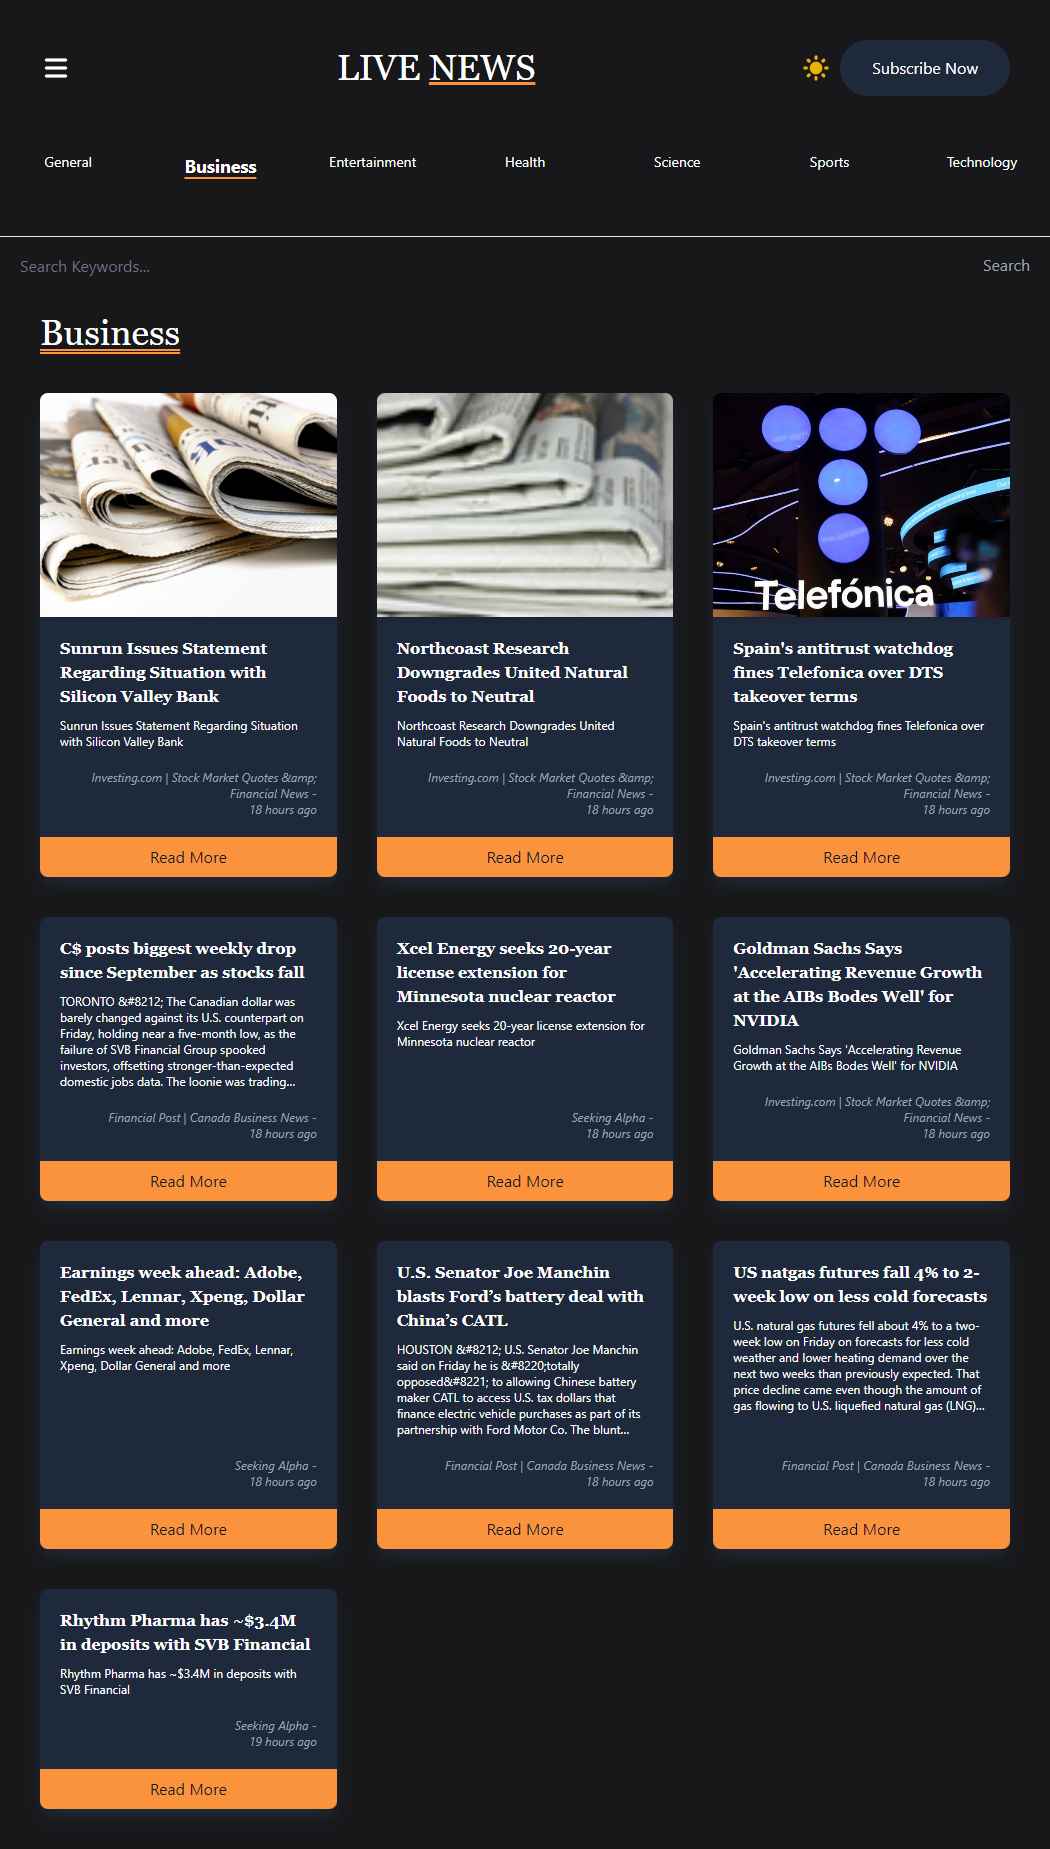 LIVE NEWS
Subscribe Now
General
Business
Entertainment
Health
Science
Sports
Technology
Search Keywords...
Search
Business
Telefónica
Sunrun Issues Statement
Regarding Situation with
Silicon Valley Bank
Sunrun Issues Statement Regarding Situation
with Silicon Valley Bank
Investing.com | Stock Market Quotes &amp;
Financial News -
18 hours ago
Read More
Northcoast Research
Downgrades United Natural
Foods to Neutral
Northcoast Research Downgrades United
Natural Foods to Neutral
Investing.com | Stock Market Quotes &amp;
Financial News -
18 hours ago
Read More
Spain's antitrust watchdog
fines Telefonica over DTS
takeover terms
Spain's antitrust watchdog fines Telefonica over
DTS takeover terms
Investing.com | Stock Market Quotes &amp;
Financial News -
18 hours ago
Read More
C$ posts biggest weekly drop
since September as stocks fall
TORONTO &#8212; The Canadian dollar was
barely changed against its U.S. counterpart on
Friday, holding near a five-month low, as the
failure of SVB Financial Group spooked
investors, offsetting stronger-than-expected
domestic jobs data. The loonie was trading...
Financial Post | Canada Business News -
18 hours ago
Read More
Xcel Energy seeks 20-year
license extension for
Minnesota nuclear reactor
Xcel Energy seeks 20-year license extension for
Minnesota nuclear reactor
Seeking Alpha -
18 hours ago
Read More
Goldman Sachs Says
'Accelerating Revenue Growth
at the AIBs Bodes Well' for
NVIDIA
Goldman Sachs Says 'Accelerating Revenue
Growth at the AIBs Bodes Well' for NVIDIA
Investing.com | Stock Market Quotes &amp;
Financial News -
18 hours ago
Read More
Earnings week ahead: Adobe,
FedEx, Lennar, Xpeng, Dollar
General and more
Earnings week ahead: Adobe, FedEx, Lennar,
Xpeng, Dollar General and more
Seeking Alpha -
18 hours ago
Read More
U.S. Senator Joe Manchin
blasts Ford’s battery deal with
China’s CATL
HOUSTON &#8212; U.S. Senator Joe Manchin
said on Friday he is &#8220;totally
opposed&#8221; to allowing Chinese battery
maker CATL to access U.S. tax dollars that
finance electric vehicle purchases as part of its
partnership with Ford Motor Co. The blunt...
Financial Post | Canada Business News -
18 hours ago
Read More
US natgas futures fall 4% to 2-
week low on less cold forecasts
U.S. natural gas futures fell about 4% to a two-
week low on Friday on forecasts for less cold
weather and lower heating demand over the
next two weeks than previously expected. That
price decline came even though the amount of
gas flowing to U.S. liquefied natural gas (LNG)...
Financial Post | Canada Business News -
18 hours ago
Read More
Rhythm Pharma has ~$3.4M
in deposits with SVB Financial
Rhythm Pharma has ~$3.4M in deposits with
SVB Financial
Seeking Alpha -
19 hours ago
Read More